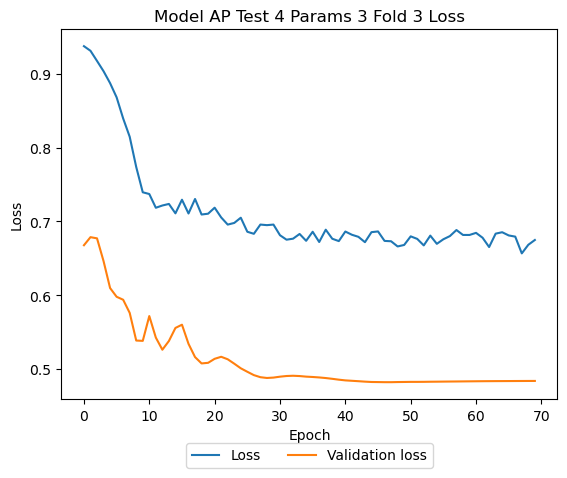 Model AP Test 4 Params 3 Fold 3 Loss
Loss
0.9
0.8
0.7
0.6
0.5
0 10 20 30 40 50 60 70
Epoch
Loss Validation loss